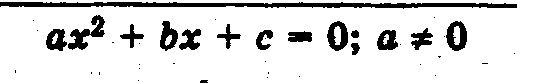 ax² + bx + c = 0; a ≠ 0